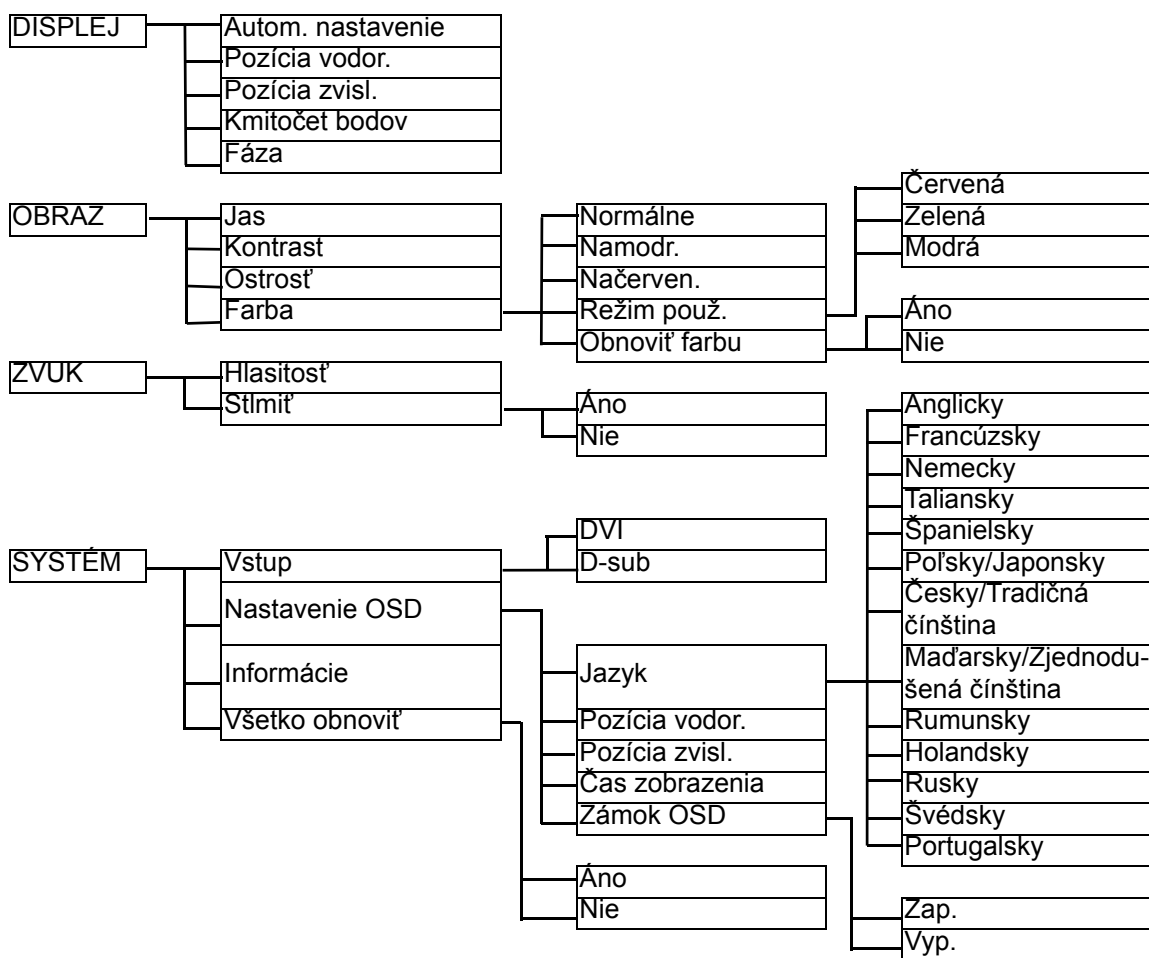 DISPLEJ
Autom. nastavenie
Pozícia vodor.
Pozícia zvisl.
Kmitočet bodov
Fáza
OBRAZ
Jas
Kontrast
Ostrosť
Farba
Normálne
Namodr.
Načerven.
Režim použ.
Obnoviť farbu
Červená
Zelená
Modrá
Áno
Nie
ZVUK
Hlasitosť
Stlmiť
Áno
Nie
SYSTÉM
Vstup
Nastavenie OSD
Informácie
Všetko obnoviť
DVI
D-sub
Jazyk
Pozícia vodor.
Pozícia zvisl.
Čas zobrazenia
Zámok OSD
Áno
Nie
Anglicky
Francúzsky
Nemecky
Taliansky
Španielsky
Poľsky/Japonsky
Česky/Tradičná
čínština
Maďarsky/Zjednodu-
šená čínština
Rumunsky
Holandsky
Rusky
Švédsky
Portugalsky
Zap.
Vyp.